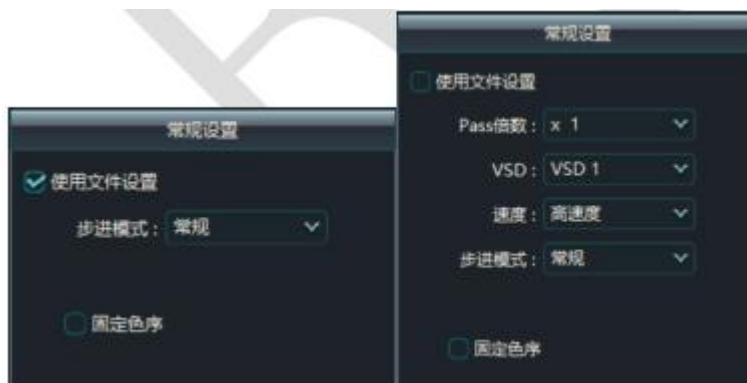 常规设置
使用文件设置
步进模式： 常规
固定色序
常规设置
使用文件设置
Pass倍数： x 1
VSD： VSD 1
速度： 高速度
步进模式： 常规
固定色序